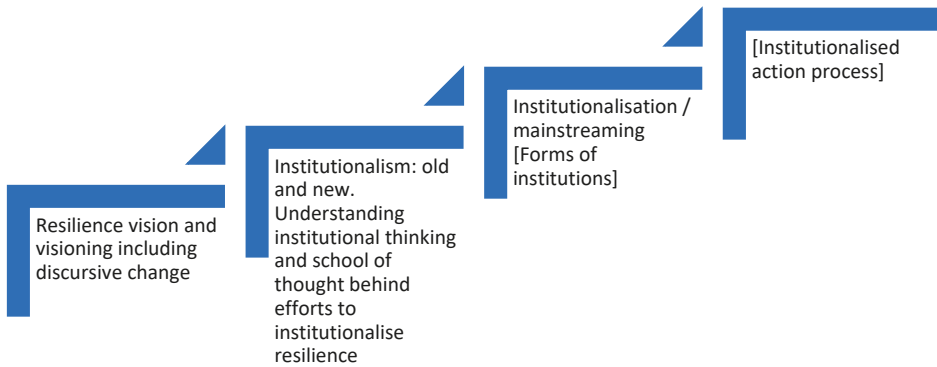 Resilience vision and
visioning including
discursive change
Institutionalism: old
and new.
Understanding
institutional thinking
and school of
thought behind
efforts to
institutionalise
resilience
Institutionalisation /
mainstreaming
[Forms of
institutions]
[Institutionalised
action process]